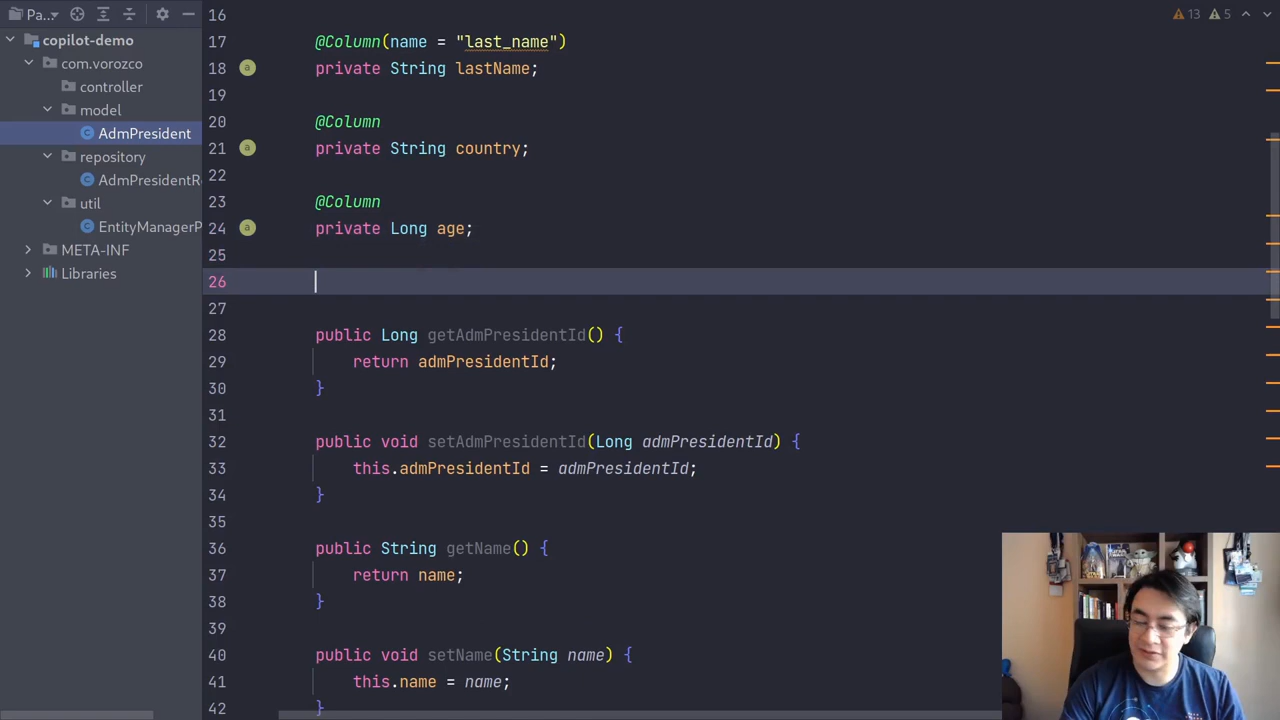 Pa...
copilot-demo
com.vorozco
controller
model
AdmPresident
repository
AdmPresidentR
util
EntityManagerP
META-INF
Libraries
13 5
16
17 @Column(name = "last_name")
18 private String lastName;
19
20 @Column
21 private String country;
22
23 @Column
24 private Long age;
25
26
27
28 public Long getAdmPresidentId() {
29 return admPresidentId;
30 }
31
32 public void setAdmPresidentId(Long admPresidentId) {
33 this.admPresidentId = admPresidentId;
34 }
35
36 public String getName() {
37 return name;
38 }
39
40 public void setName(String name) {
41 this.name = name;
42 }